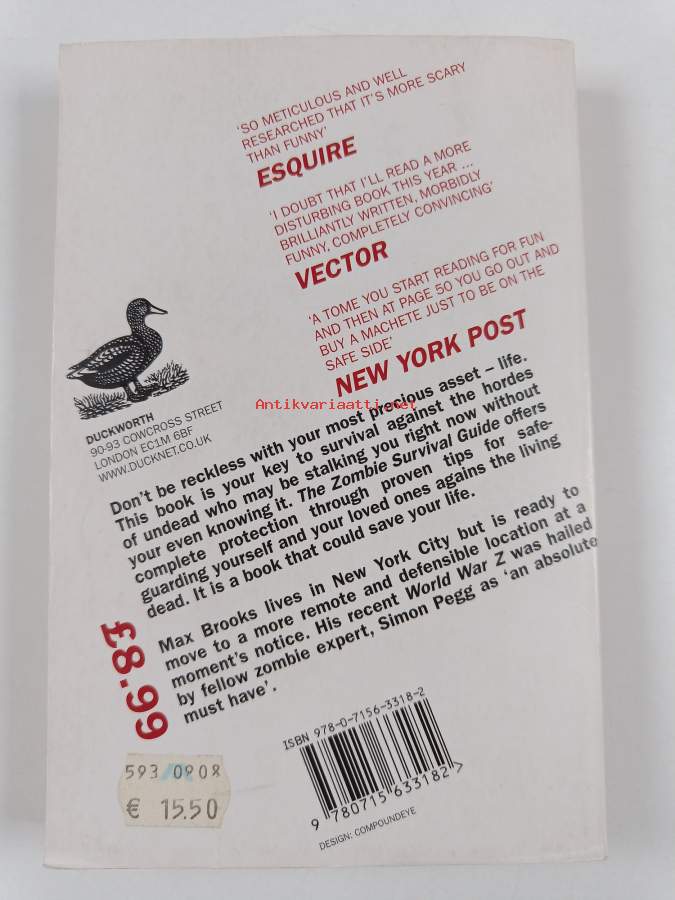 'SO METICULOUS AND WELL
RESEARCHED THAT IT'S MORE SCARY
THAN FUNNY'
ESQUIRE
'I DOUBT THAT I'LL READ A MORE
DISTURBING BOOK THIS YEAR ...
BRILLIANTLY WRITTEN, MORBIDLY
FUNNY, COMPLETELY CONVINCING'
VECTOR
'A TOME YOU START READING FOR FUN
AND THEN AT PAGE 50 YOU GO OUT AND
BUY A MACHETE JUST TO BE ON THE
SAFE SIDE'
NEW YORK POST
Antikvariaatti.net
DUCKWORTH
90-93 COWCROSS STREET
LONDON EC1M 6BF
WWW.DUCKNET.CO.UK
Don't be reckless with your most precious asset – life.
This book is your key to survival against the hordes
of undead who may be stalking you right now without
your even knowing it. The Zombie Survival Guide offers
complete protection through proven tips for safe-
guarding yourself and your loved ones against the living
dead. It is a book that could save your life.
Max Brooks lives in New York City but is ready to
move to a more remote and defensible location at a
moment's notice. His recent World War Z was hailed
by fellow zombie expert, Simon Pegg as 'an absolute
must have'.
£8.99
593 0908
€ 15.50
ISBN 978-0-7156-3318-2
9 780715 633182 >
DESIGN: COMPOUNDEYE